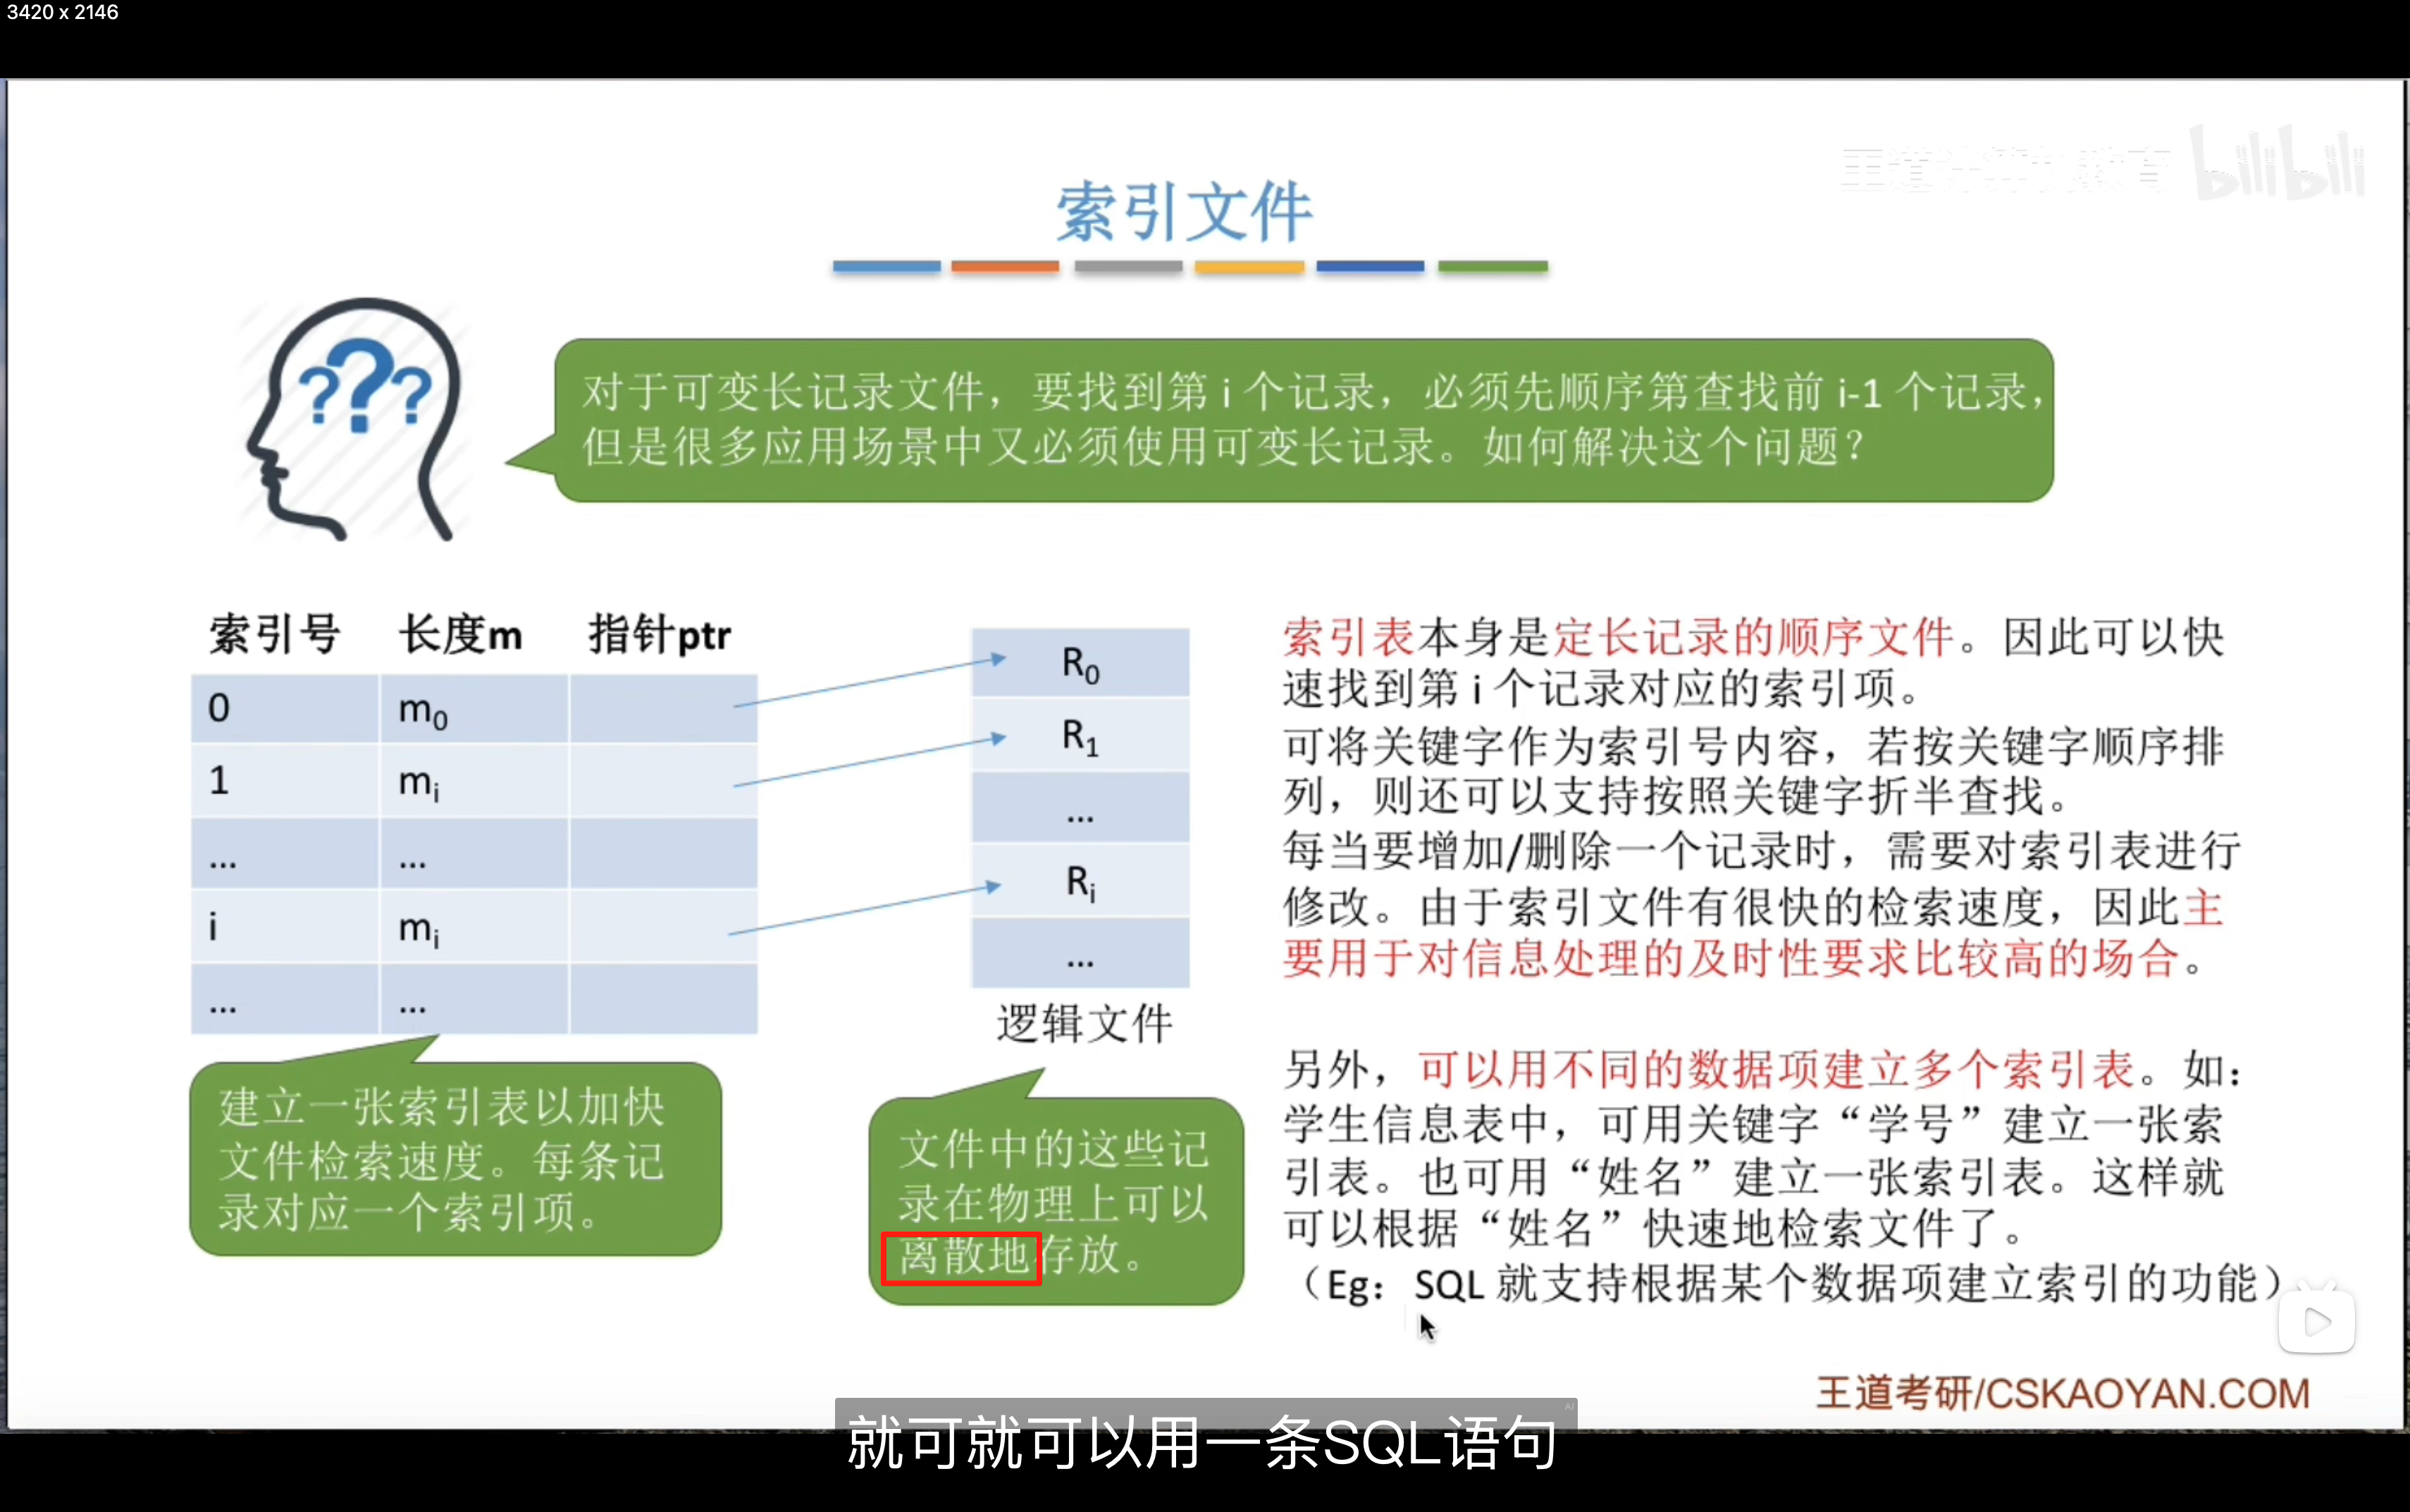 3420 x 2146
王道计算机教育 bilibili
索引文件
对于可变长记录文件，要找到第 i 个记录，必须先顺序第查找前 i-1 个记录，
但是很多应用场景中又必须使用可变长记录。如何解决这个问题？
???
索引号 长度m 指针ptr
0 m0
1 mi
... ...
i mi
... ...
R0
R1
...
Ri
...
逻辑文件
建立一张索引表以加快
文件检索速度。每条记
录对应一个索引项。
文件中的这些记
录在物理上可以
离散地存放。
索引表本身是定长记录的顺序文件。因此可以快
速找到第 i 个记录对应的索引项。
可将关键字作为索引号内容，若按关键字顺序排
列，则还可以支持按照关键字折半查找。
每当要增加/删除一个记录时，需要对索引表进行
修改。由于索引文件有很快的检索速度，因此主
要用于对信息处理的及时性要求比较高的场合。
另外，可以用不同的数据项建立多个索引表。如：
学生信息表中，可用关键字“学号”建立一张索
引表。也可用“姓名”建立一张索引表。这样就
可以根据“姓名”快速地检索文件了。
（Eg：SQL 就支持根据某个数据项建立索引的功能）
王道考研/CSKAOYAN.COM
AI
就可就可以用一条SQL语句